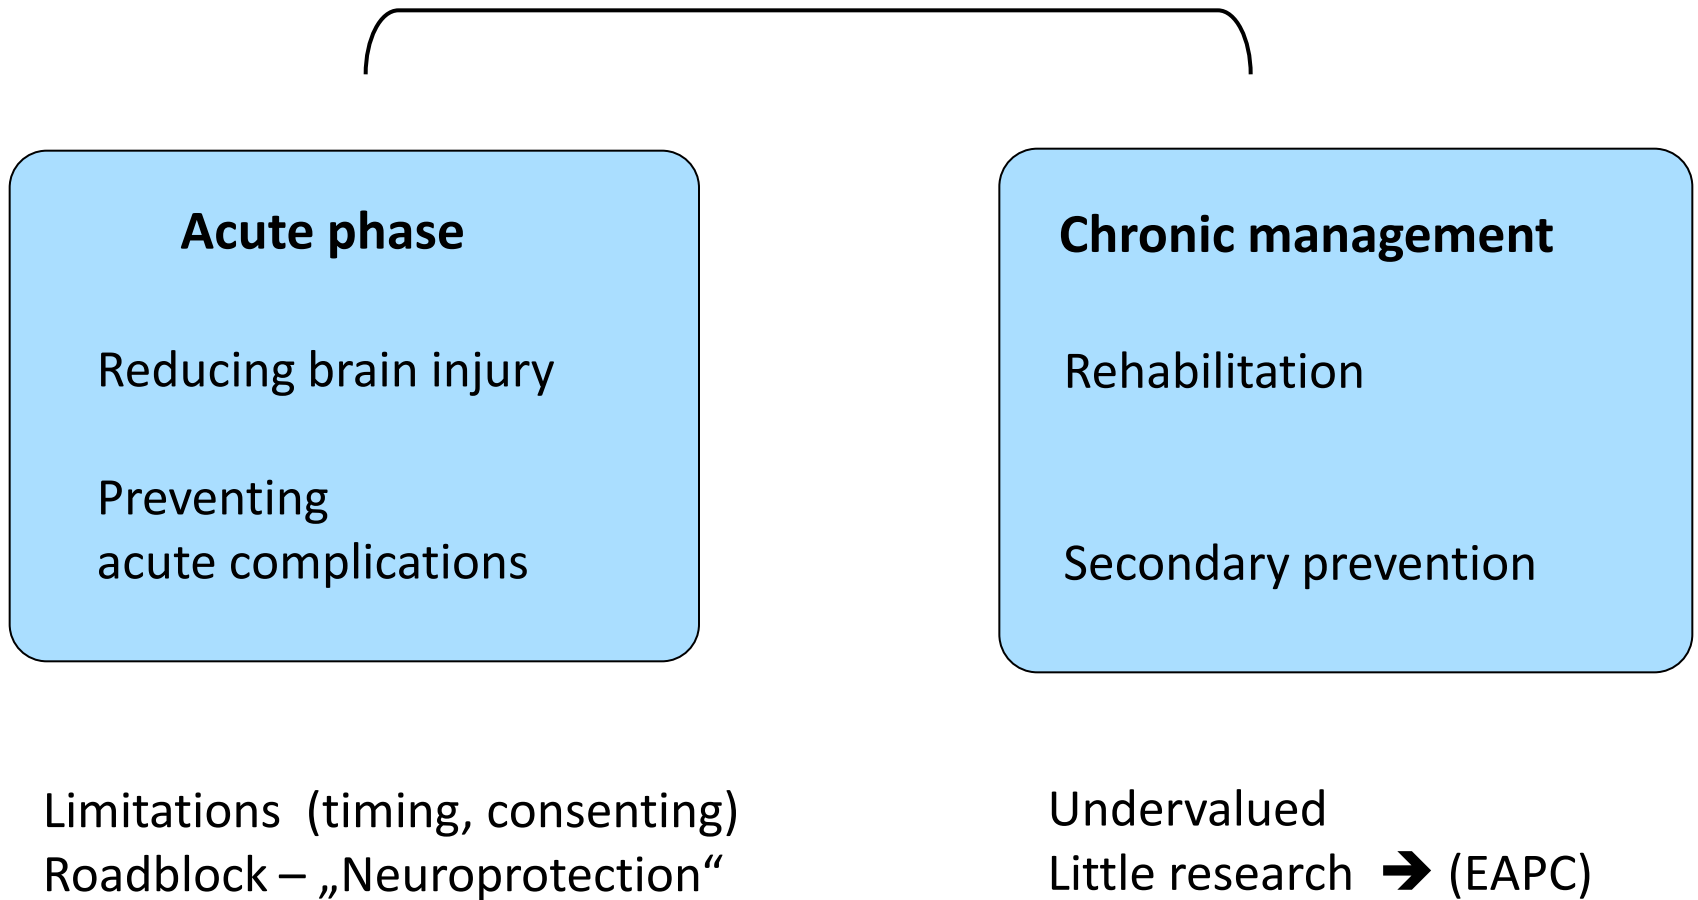 Acute phase
Reducing brain injury
Preventing
acute complications
Chronic management
Rehabilitation
Secondary prevention
Limitations (timing, consenting)
Roadblock – „Neuroprotection“
Undervalued
Little research 🡺 (EAPC)